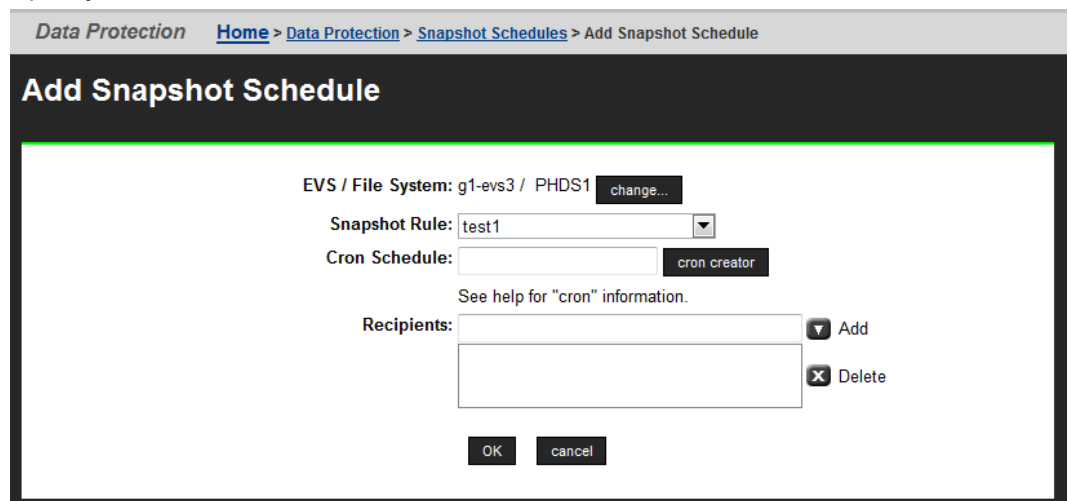 Data Protection Home > Data Protection > Snapshot Schedules > Add Snapshot Schedule
Add Snapshot Schedule
EVS / File System: g1-evs3 / PHDS1 change...
Snapshot Rule: test1
Cron Schedule: cron creator
See help for "cron" information.
Recipients: Add
Delete
OK cancel